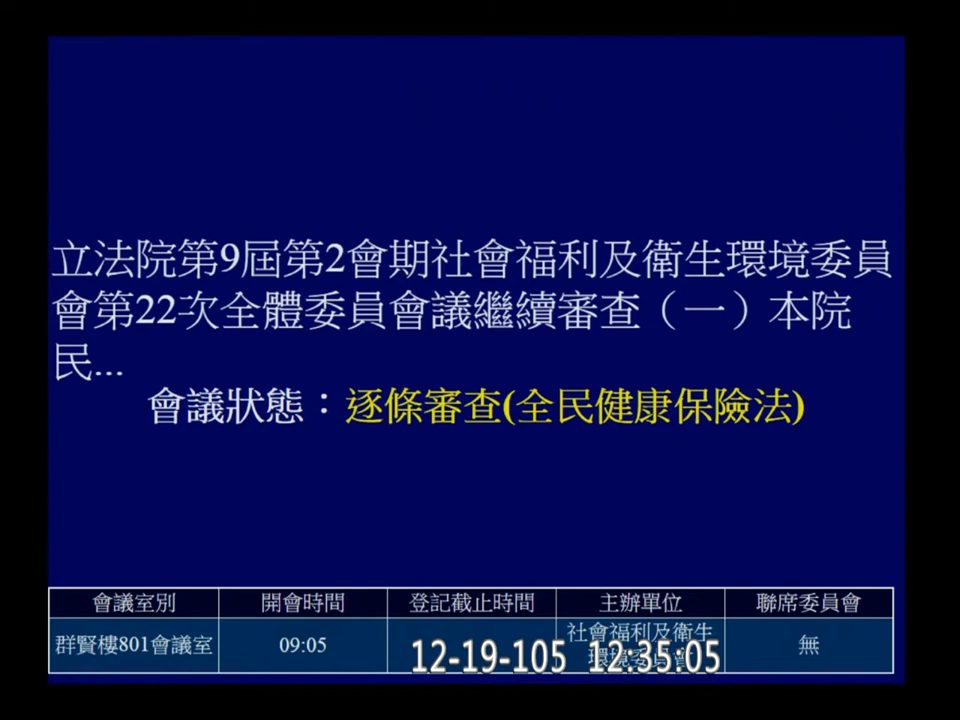 立法院第9屆第2會期社會福利及衛生環境委員
會第22次全體委員會議繼續審查（一）本院
民...
會議狀態：逐條審查(全民健康保險法)
會議室別 開會時間 登記截止時間 主辦單位 聯席委員會
群賢樓801會議室 09:05 社會福利及衛生環境委員會 無
12-19-105 12:35:05